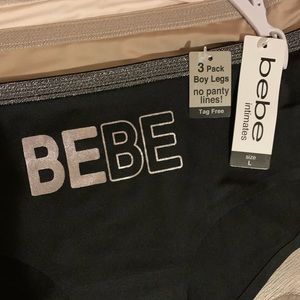 3 Pack
Boy Legs
no panty
lines!
Tag Free
bebe
intimates
size
L
BEBE